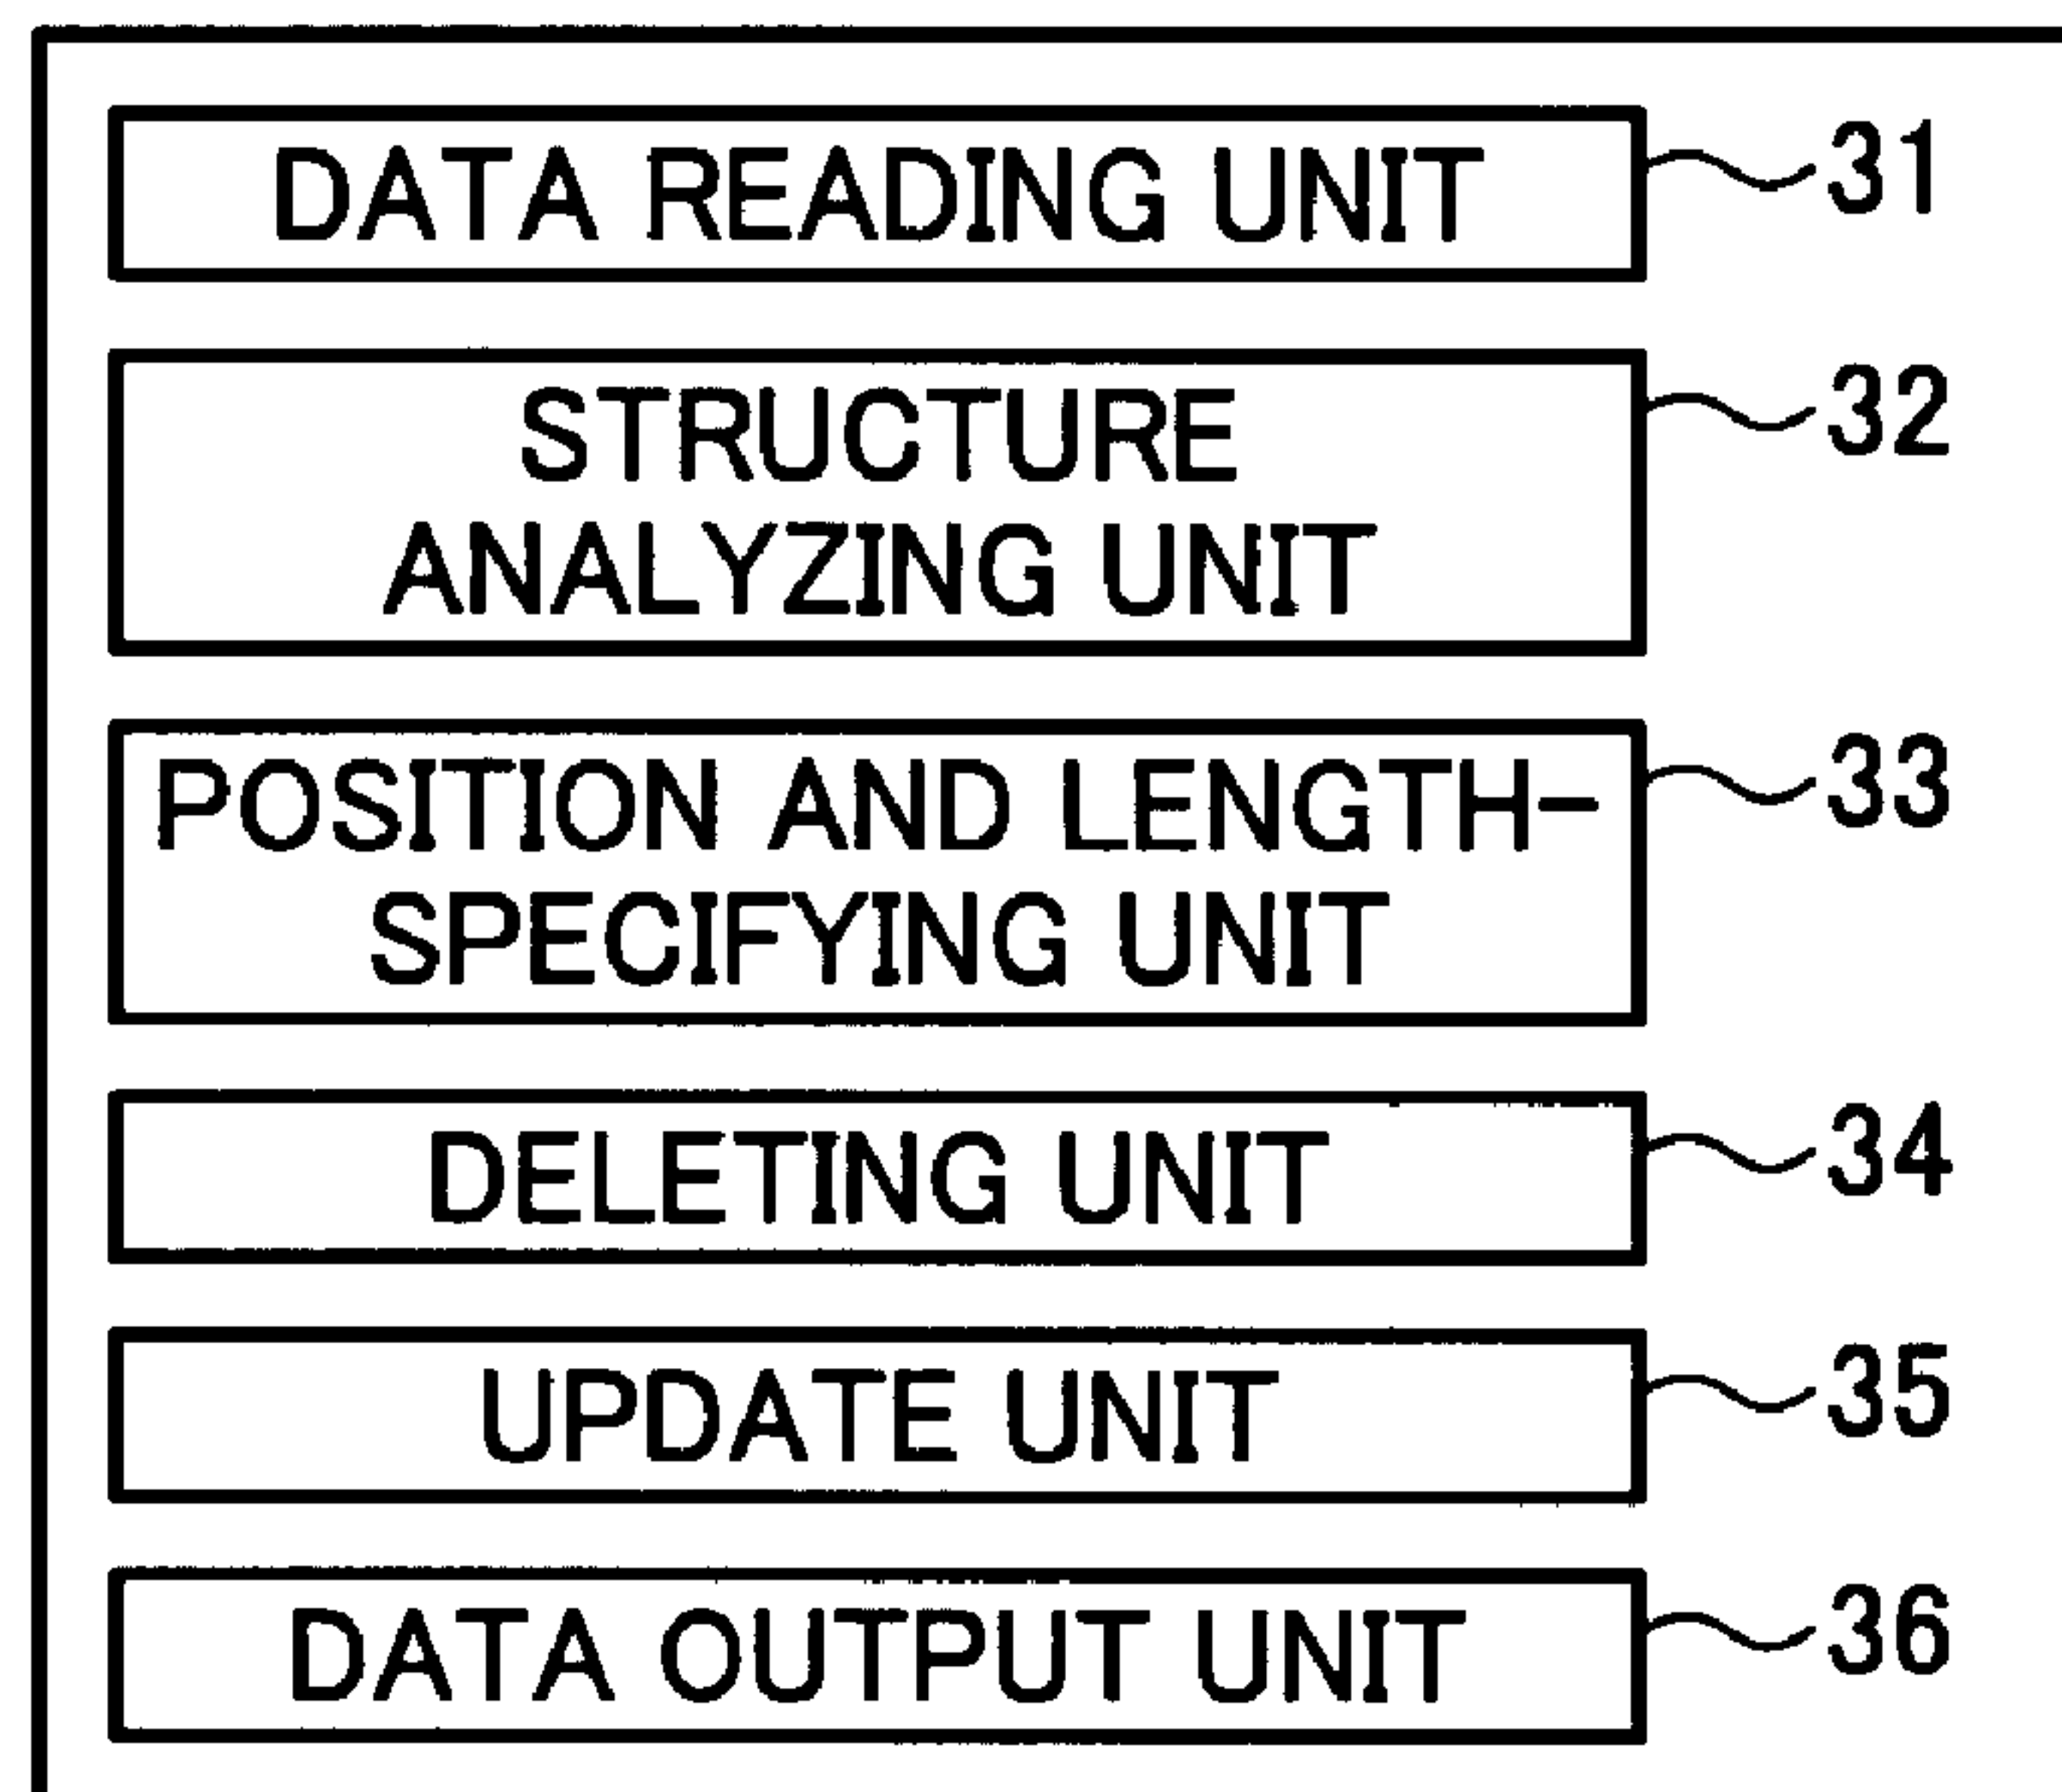 DATA READING UNIT 31
STRUCTURE 32
ANALYZING UNIT
POSITION AND LENGTH- 33
SPECIFYING UNIT
DELETING UNIT 34
UPDATE UNIT 35
DATA OUTPUT UNIT 36